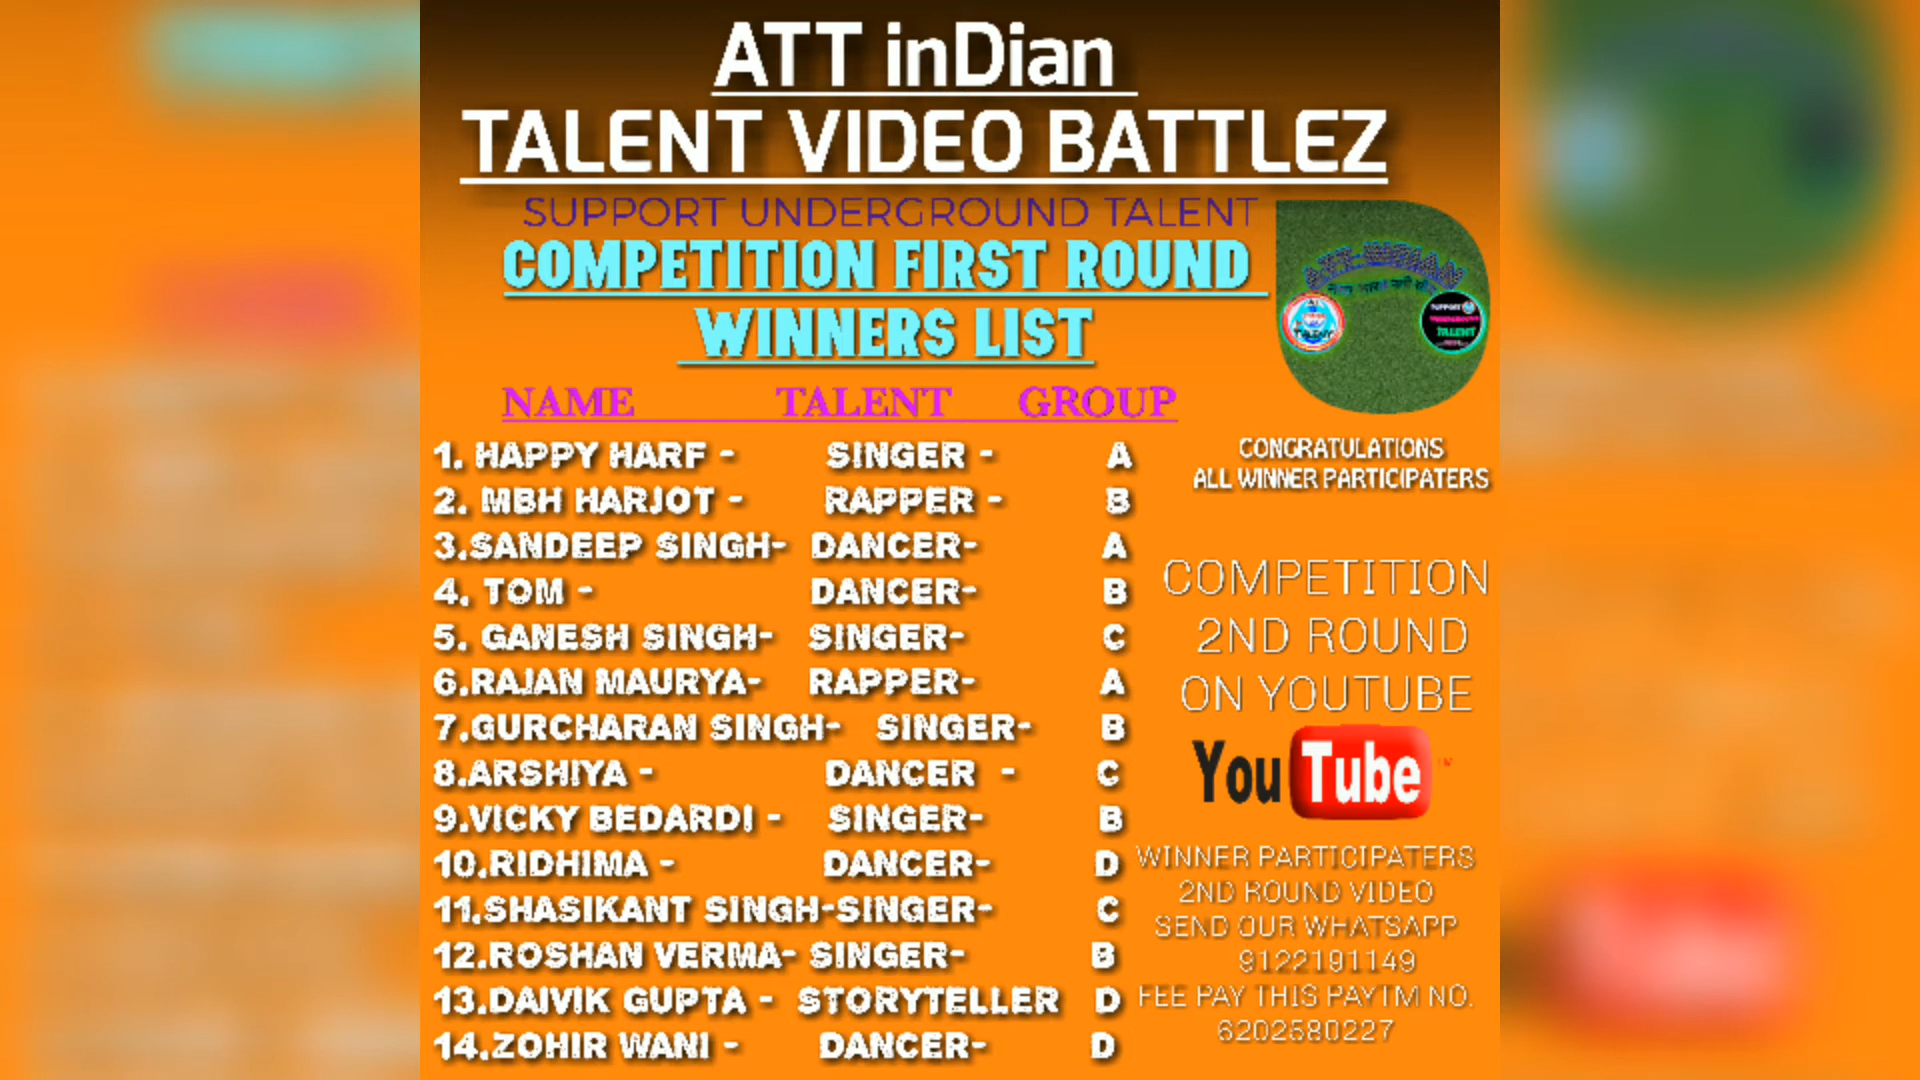 ATT inDian
TALENT VIDEO BATTLEZ
SUPPORT UNDERGROUND TALENT
COMPETITION FIRST ROUND
WINNERS LIST
NAME TALENT GROUP
1. HAPPY HARF - SINGER - A
2. MBH HARJOT - RAPPER - B
3.SANDEEP SINGH- DANCER- A
4. TOM - DANCER- B
5. GANESH SINGH- SINGER- C
6.RAJAN MAURYA- RAPPER- A
7.GURCHARAN SINGH- SINGER- B
8.ARSHIYA - DANCER - C
9.VICKY BEDARDI - SINGER- B
10.RIDHIMA - DANCER- D
11.SHASIKANT SINGH-SINGER- C
12.ROSHAN VERMA- SINGER- B
13.DAIVIK GUPTA - STORYTELLER D
14.ZOHIR WANI - DANCER- D
ATT-INDIAN
SUPPORT
TALENT
CONGRATULATIONS
ALL WINNER PARTICIPATERS
COMPETITION
2ND ROUND
ON YOUTUBE
YouTube
WINNER PARTICIPATERS
2ND ROUND VIDEO
SEND OUR WHATSAPP
9122191149
FEE PAY THIS PAYTM NO.
6202580227